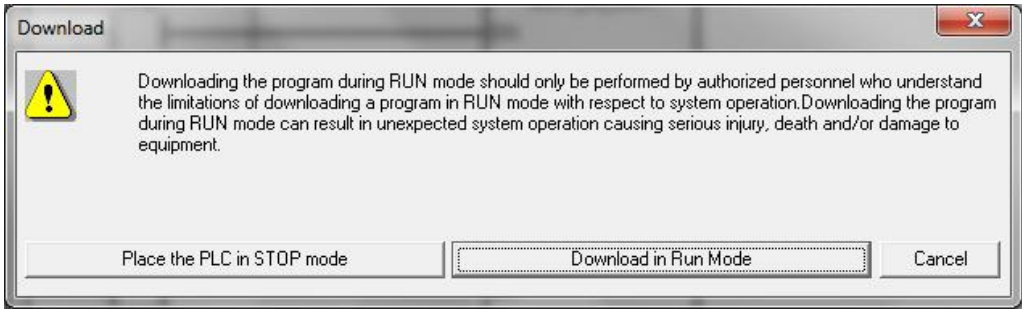 Download
Downloading the program during RUN mode should only be performed by authorized personnel who understand
the limitations of downloading a program in RUN mode with respect to system operation.Downloading the program
during RUN mode can result in unexpected system operation causing serious injury, death and/or damage to
equipment.
Place the PLC in STOP mode
Download in Run Mode
Cancel